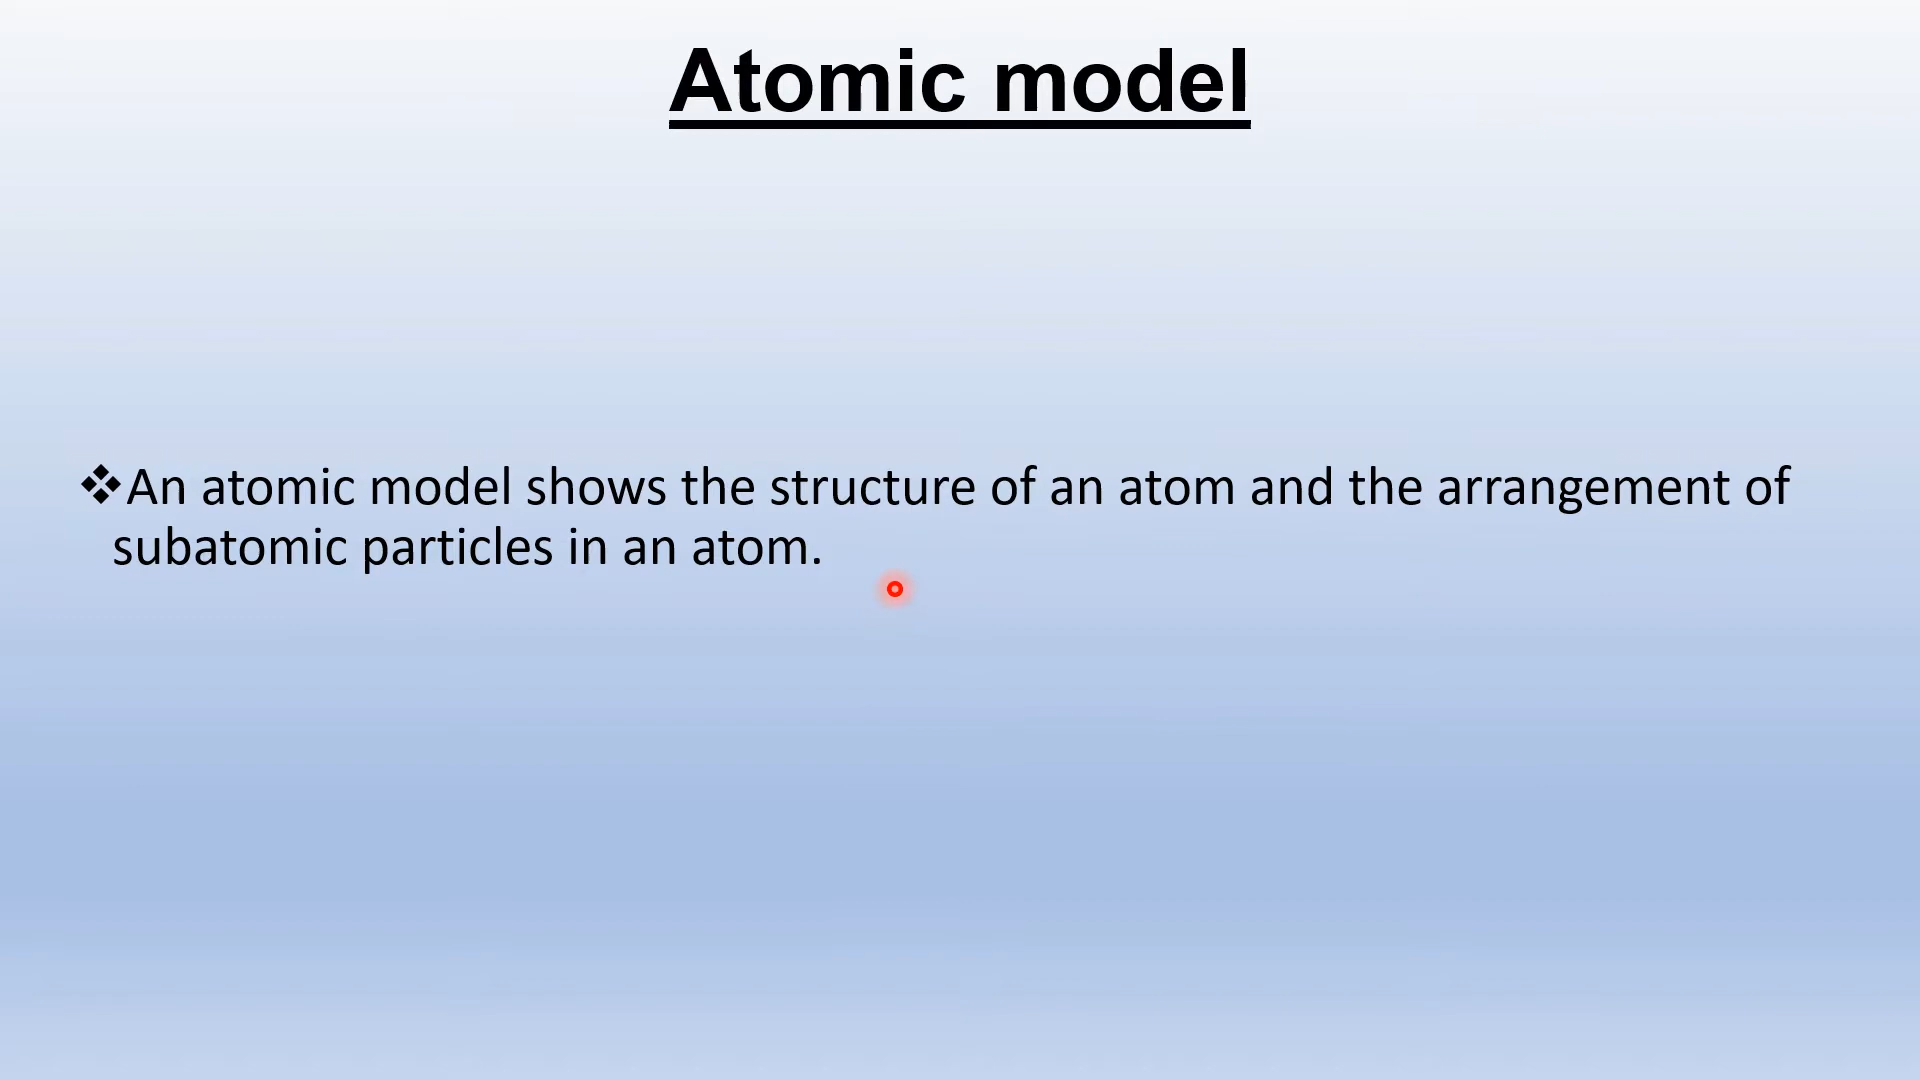 Atomic model
❖An atomic model shows the structure of an atom and the arrangement of
subatomic particles in an atom.